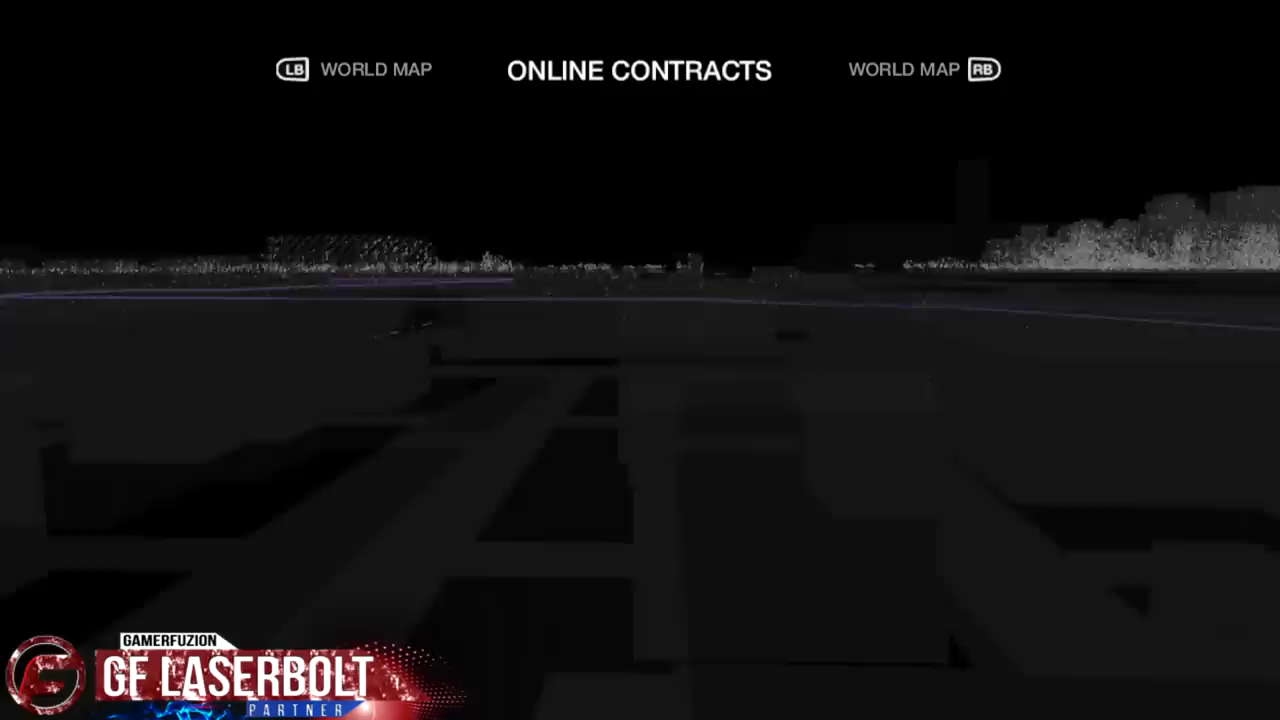 LB WORLD MAP ONLINE CONTRACTS WORLD MAP RB
GAMERFUZION
GF LASERBOLT
PARTNER